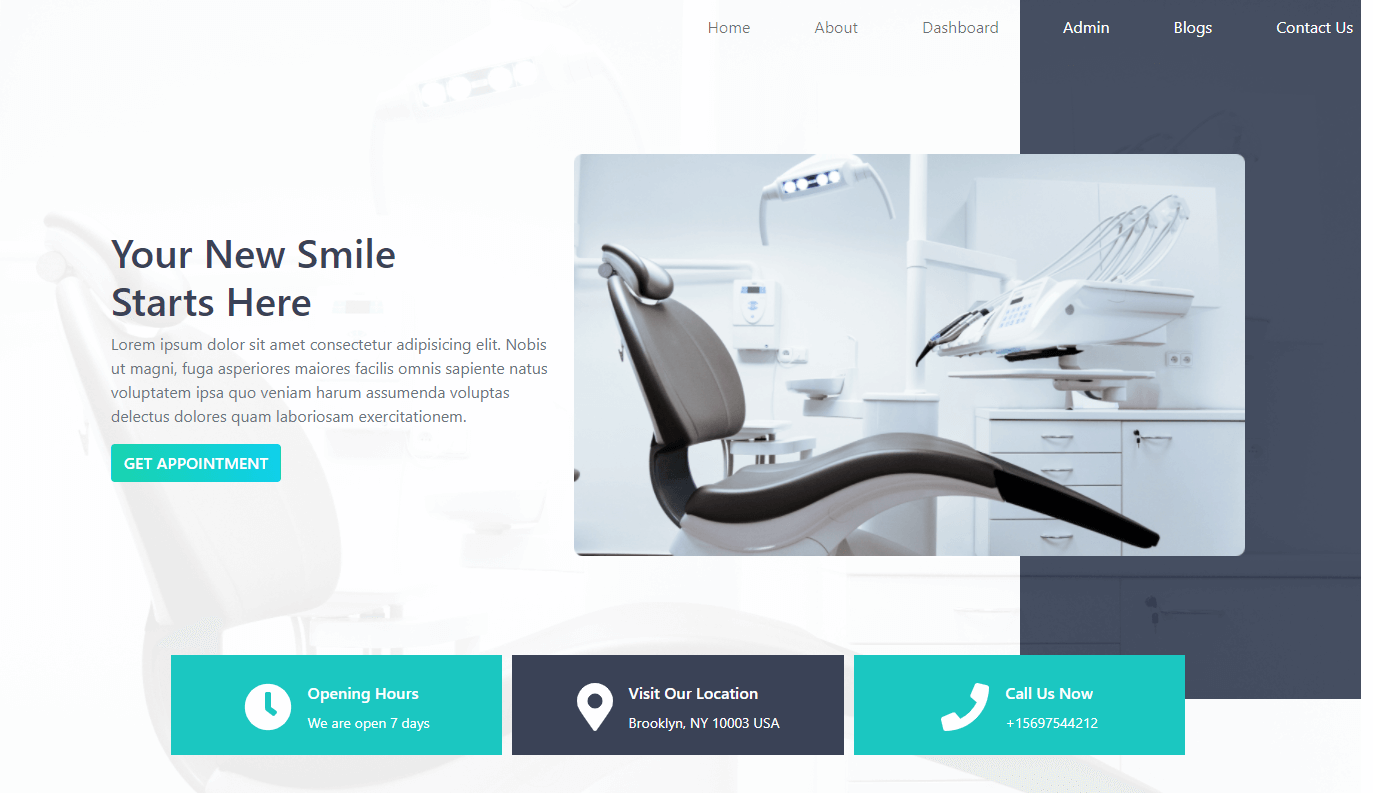 Home About Dashboard Admin Blogs Contact Us
Your New Smile
Starts Here
Lorem ipsum dolor sit amet consectetur adipisicing elit. Nobis
ut magni, fuga asperiores maiores facilis omnis sapiente natus
voluptatem ipsa quo veniam harum assumenda voluptas
delectus dolores quam laboriosam exercitationem.
GET APPOINTMENT
Opening Hours
We are open 7 days
Visit Our Location
Brooklyn, NY 10003 USA
Call Us Now
+15697544212